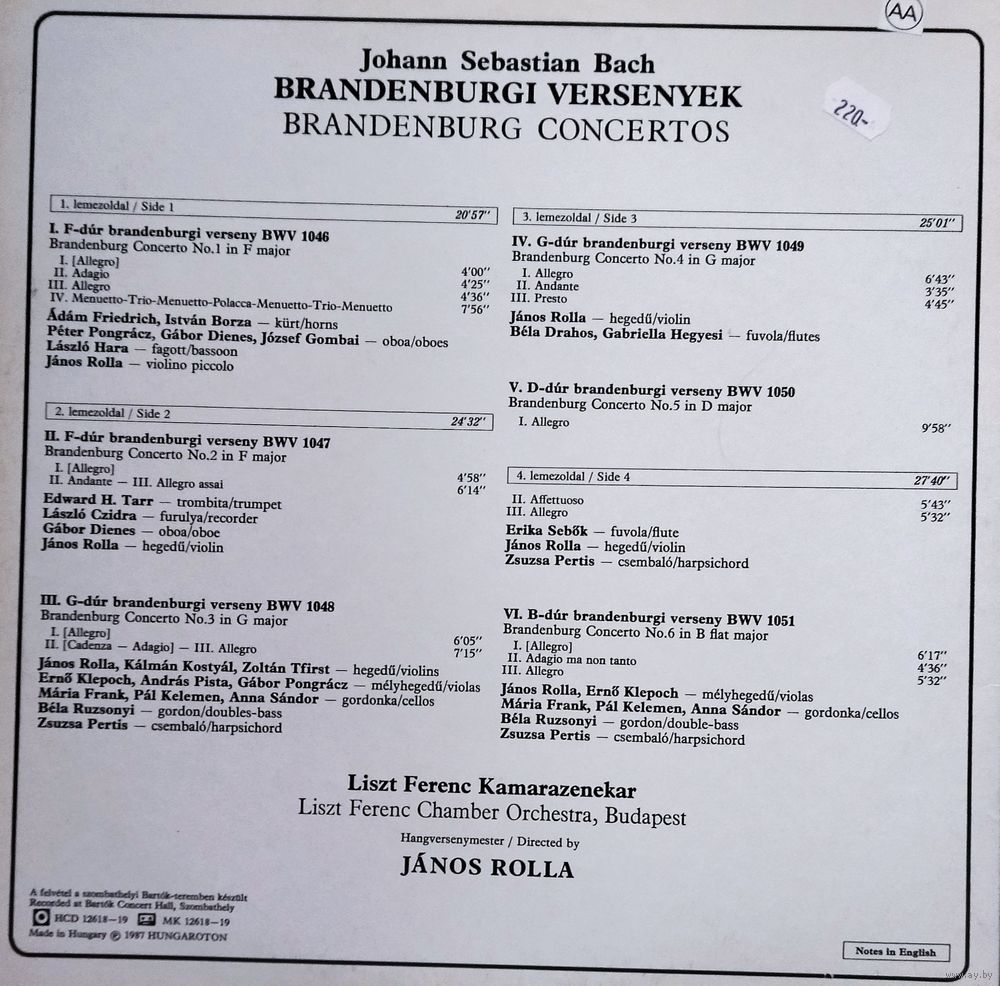 AA
Johann Sebastian Bach
BRANDENBURGI VERSENYEK
BRANDENBURG CONCERTOS
220,-
1. lemezoldal / Side 1 20'57"
I. F-dúr brandenburgi verseny BWV 1046
Brandenburg Concerto No.1 in F major
I. [Allegro] 4'00"
II. Adagio 4'25"
III. Allegro 4'36"
IV. Menuetto-Trio-Menuetto-Polacca-Menuetto-Trio-Menuetto 7'56"
Ádám Friedrich, István Borza — kürt/horns
Péter Pongrácz, Gábor Dienes, József Gombai — oboa/oboes
László Hara — fagott/bassoon
János Rolla — violino piccolo
2. lemezoldal / Side 2 24'32"
II. F-dúr brandenburgi verseny BWV 1047
Brandenburg Concerto No.2 in F major
I. [Allegro] 4'58"
II. Andante — III. Allegro assai 6'14"
Edward H. Tarr — trombita/trumpet
László Czidra — furulya/recorder
Gábor Dienes — oboa/oboe
János Rolla — hegedű/violin
III. G-dúr brandenburgi verseny BWV 1048
Brandenburg Concerto No.3 in G major
I. [Allegro] 6'05"
II. [Cadenza — Adagio] — III. Allegro 7'15"
János Rolla, Kálmán Kostyál, Zoltán Tfirst — hegedű/violins
Ernő Klepoch, András Pista, Gábor Pongrácz — mélyhegedű/violas
Mária Frank, Pál Kelemen, Anna Sándor — gordonka/cellos
Béla Ruzsonyi — gordon/doubles-bass
Zsuzsa Pertis — csembaló/harpsichord
3. lemezoldal / Side 3 25'01"
IV. G-dúr brandenburgi verseny BWV 1049
Brandenburg Concerto No.4 in G major
I. Allegro 6'43"
II. Andante 3'35"
III. Presto 4'45"
János Rolla — hegedű/violin
Béla Drahos, Gabriella Hegyesi — fuvola/flutes
V. D-dúr brandenburgi verseny BWV 1050
Brandenburg Concerto No.5 in D major
I. Allegro 9'58"
4. lemezoldal / Side 4 27'40"
II. Affettuoso 5'43"
III. Allegro 5'32"
Erika Sebők — fuvola/flute
János Rolla — hegedű/violin
Zsuzsa Pertis — csembaló/harpsichord
VI. B-dúr brandenburgi verseny BWV 1051
Brandenburg Concerto No.6 in B flat major
I. [Allegro] 6'17"
II. Adagio ma non tanto 4'36"
III. Allegro 5'32"
János Rolla, Ernő Klepoch — mélyhegedű/violas
Mária Frank, Pál Kelemen, Anna Sándor — gordonka/cellos
Béla Ruzsonyi — gordon/double-bass
Zsuzsa Pertis — csembaló/harpsichord
Liszt Ferenc Kamarazenekar
Liszt Ferenc Chamber Orchestra, Budapest
Hangversenymester / Directed by
JÁNOS ROLLA
A felvétel a szombathelyi Bartók-teremben készült
Recorded at Bartók Concert Hall, Szombathely
HCD 12618—19 MK 12618—19
Made in Hungary Ⓟ 1987 HUNGAROTON
Notes in English
www.ay.by